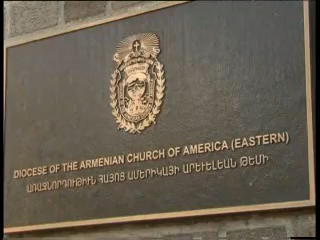 DIOCESE OF THE ARMENIAN CHURCH OF AMERICA (EASTERN)
ԱՌԱՋՆՈՐԴՈՒԹԻՒՆ ՀԱՅՈՑ ԱՄԵՐԻԿԱՅԻ ԱՐԵՒԵԼԵԱՆ ԹԵՄԻ